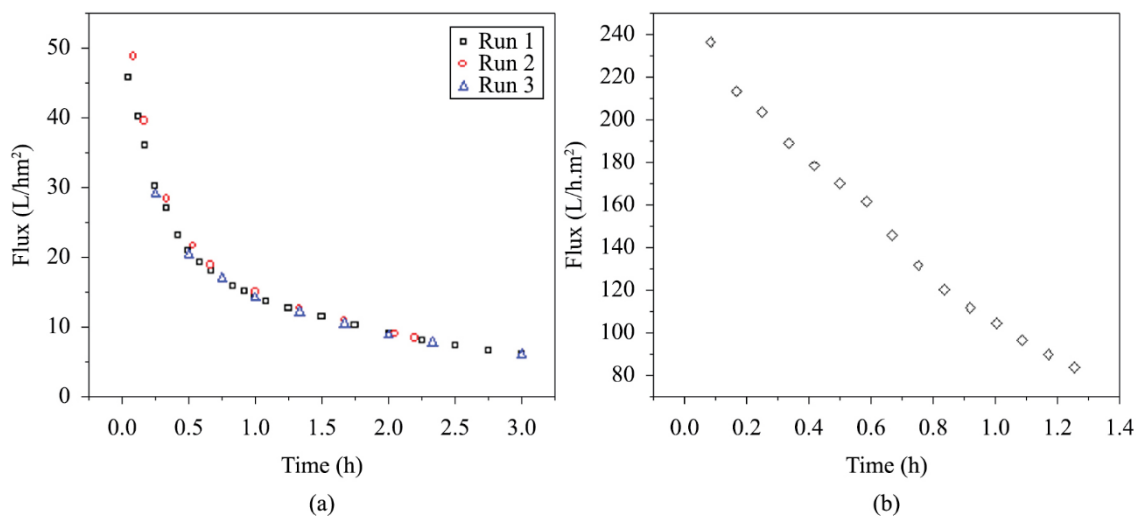 50
40
30
20
10
0
Flux (L/hm²)
Run 1
Run 2
Run 3
0.0 0.5 1.0 1.5 2.0 2.5 3.0
Time (h)
(a)
240
220
200
180
160
140
120
100
80
Flux (L/h.m²)
0.0 0.2 0.4 0.6 0.8 1.0 1.2 1.4
Time (h)
(b)